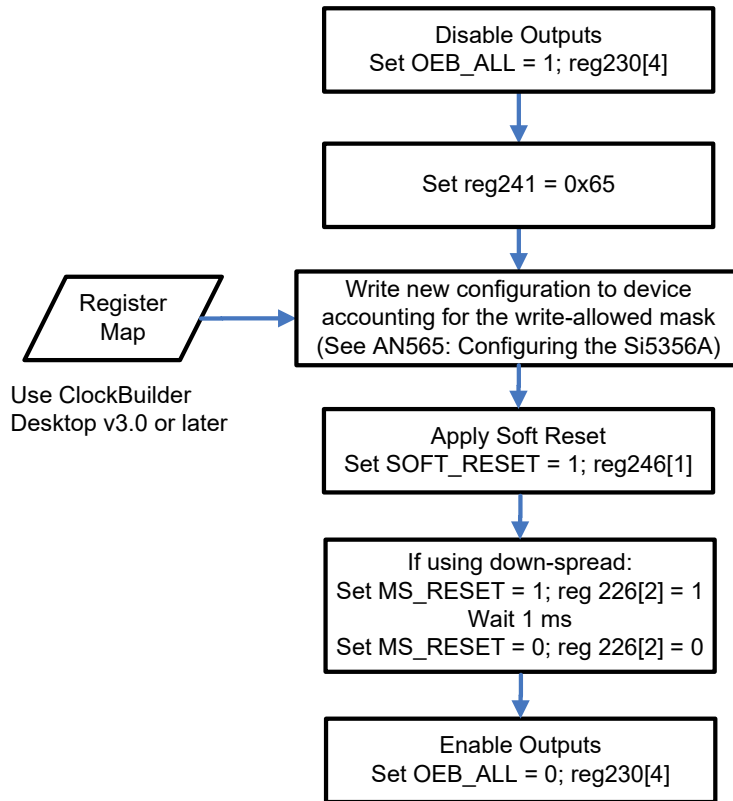 Disable Outputs
Set OEB_ALL = 1; reg230[4]
Set reg241 = 0x65
Register
Map
Use ClockBuilder
Desktop v3.0 or later
Write new configuration to device
accounting for the write-allowed mask
(See AN565: Configuring the Si5356A)
Apply Soft Reset
Set SOFT_RESET = 1; reg246[1]
If using down-spread:
Set MS_RESET = 1; reg 226[2] = 1
Wait 1 ms
Set MS_RESET = 0; reg 226[2] = 0
Enable Outputs
Set OEB_ALL = 0; reg230[4]